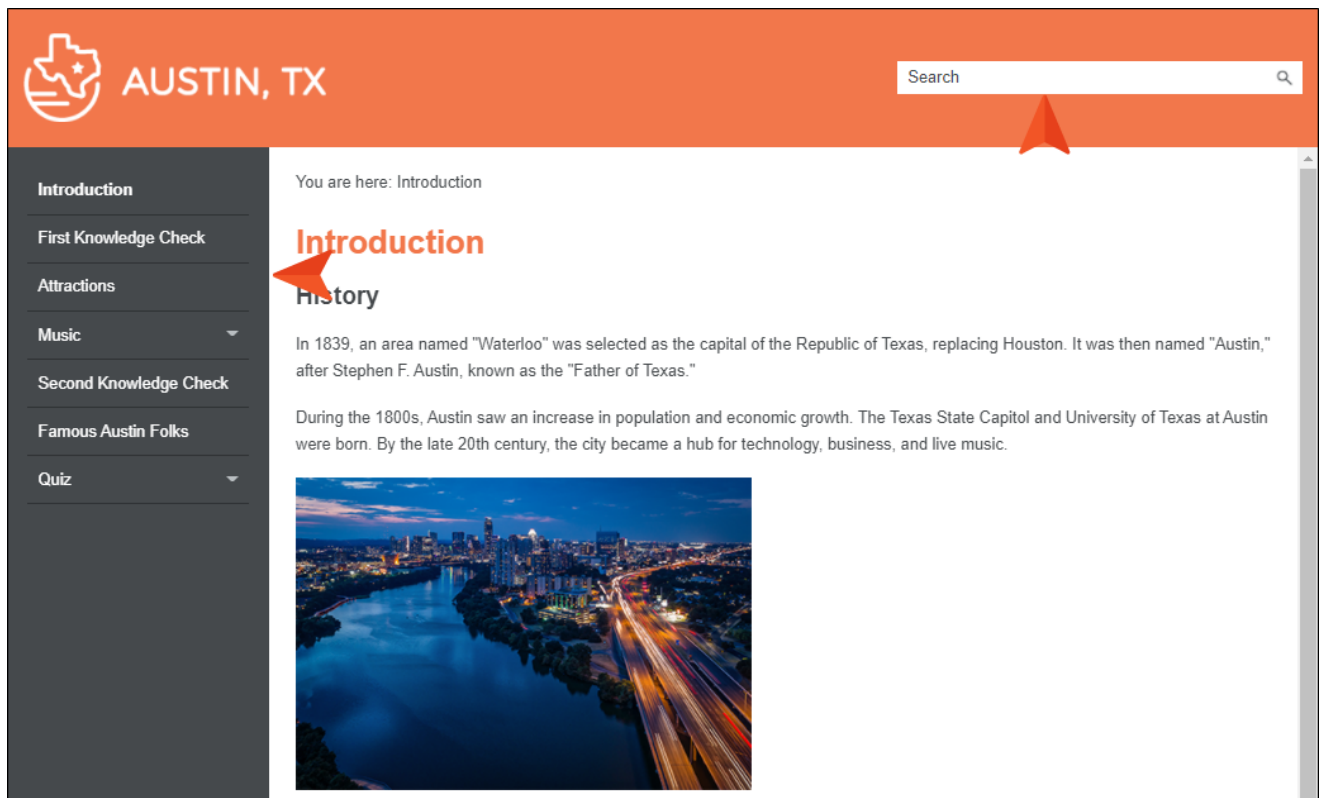 AUSTIN, TX
Search
Introduction
First Knowledge Check
Attractions
Music
Second Knowledge Check
Famous Austin Folks
Quiz
You are here: Introduction
Introduction
History
In 1839, an area named "Waterloo" was selected as the capital of the Republic of Texas, replacing Houston. It was then named "Austin,"
after Stephen F. Austin, known as the "Father of Texas."
During the 1800s, Austin saw an increase in population and economic growth. The Texas State Capitol and University of Texas at Austin
were born. By the late 20th century, the city became a hub for technology, business, and live music.